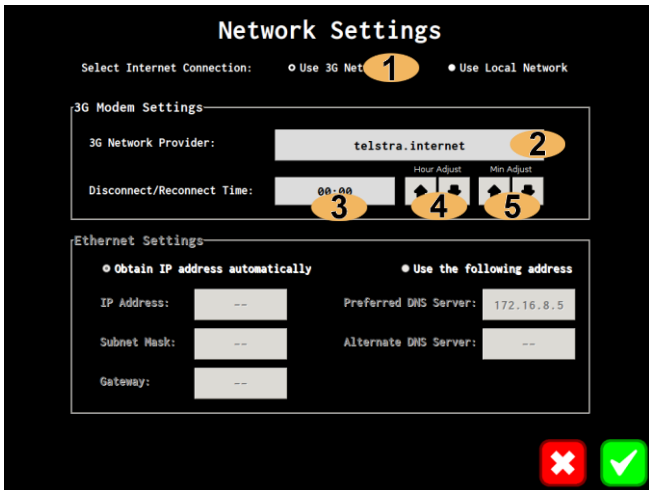 Network Settings
Select Internet Connection: Use 3G Net 1 Use Local Network
3G Modem Settings
3G Network Provider: telstra.internet 2
Hour Adjust Min Adjust
Disconnect/Reconnect Time: 00:00 3 4 5
Ethernet Settings
Obtain IP address automatically Use the following address
IP Address: -- Preferred DNS Server: 172.16.8.5
Subnet Mask: -- Alternate DNS Server: --
Gateway: --